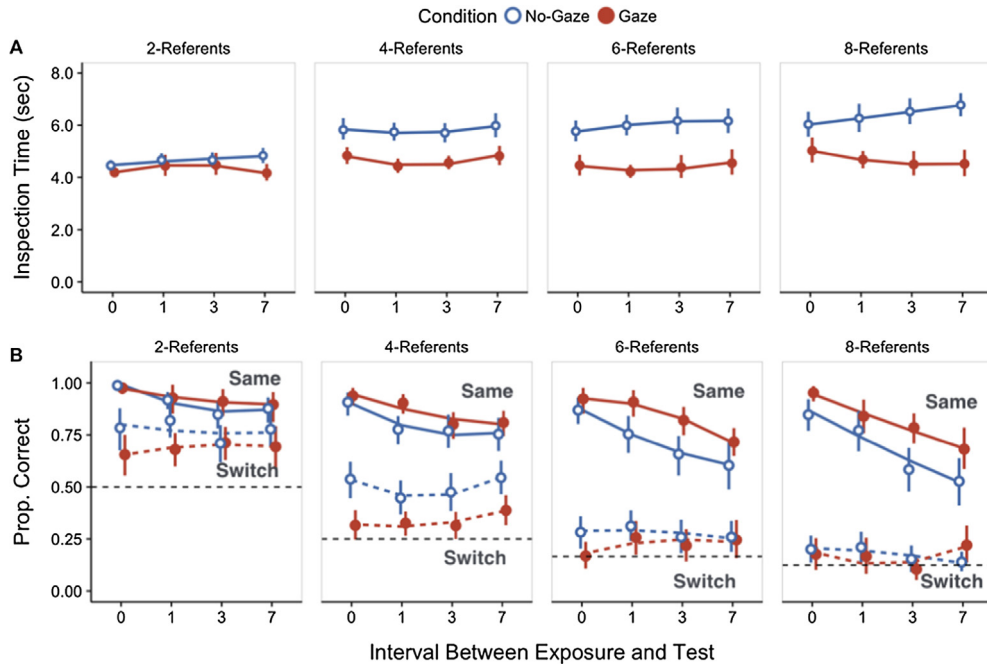 Condition No-Gaze Gaze
A
2-Referents 4-Referents 6-Referents 8-Referents
Inspection Time (sec)
8.0
6.0
4.0
2.0
0.0
0 1 3 7 0 1 3 7 0 1 3 7 0 1 3 7
B
2-Referents 4-Referents 6-Referents 8-Referents
Prop. Correct
1.00
0.75
0.50
0.25
0.00
Same Same Same Same
Switch Switch Switch Switch
0 1 3 7 0 1 3 7 0 1 3 7 0 1 3 7
Interval Between Exposure and Test